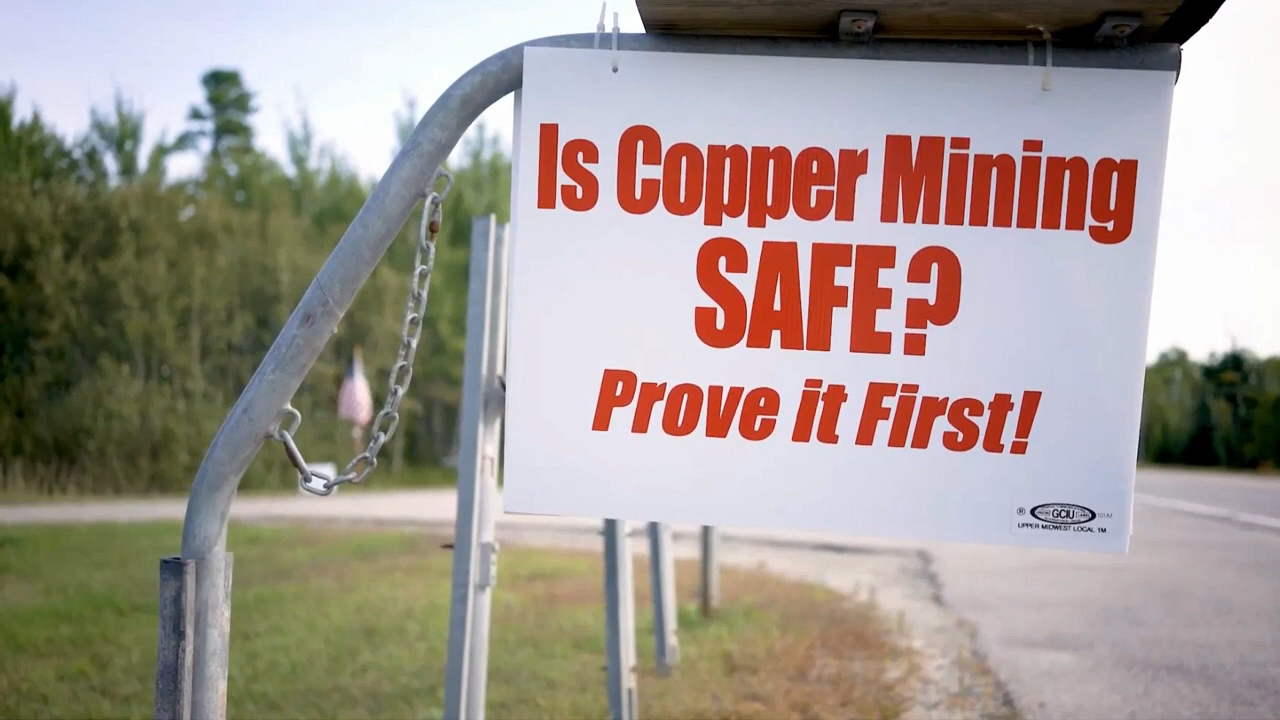 Is Copper Mining
SAFE?
Prove it First!
® GCIU
UPPER MIDWEST LOCAL 1M